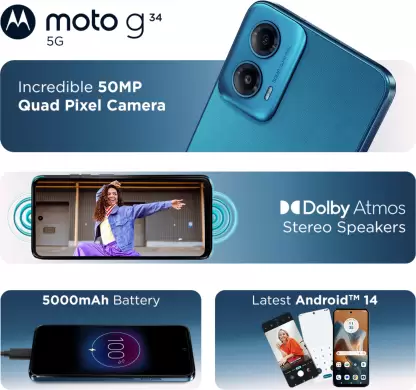 moto g34
5G
Incredible 50MP
Quad Pixel Camera
Dolby Atmos
Stereo Speakers
5000mAh Battery
100
Latest Android™ 14